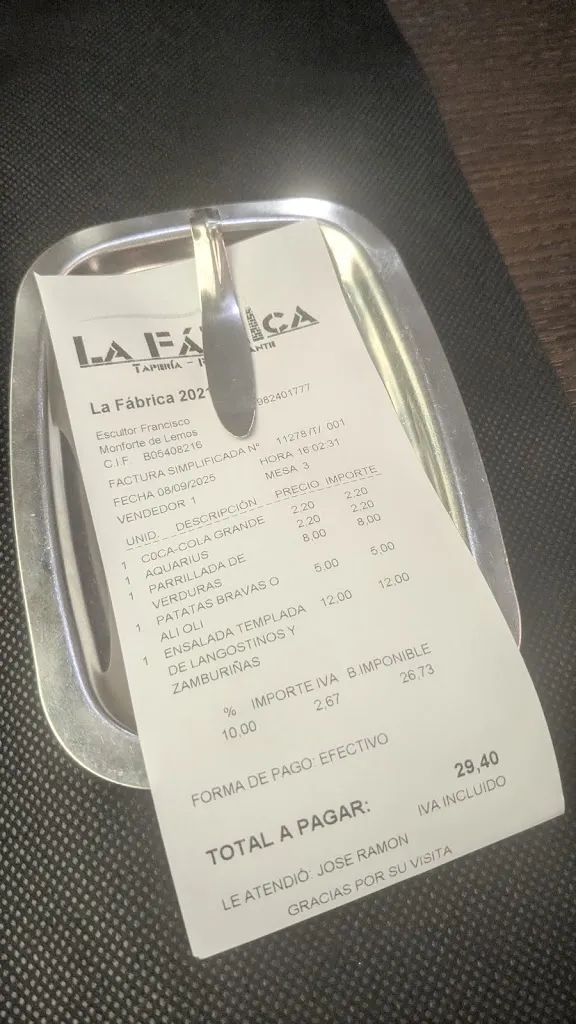 LA FÁ CA
TAPERÍA -
La Fábrica 202 982401777
Escultor Francisco
Monforte de Lemos
C.I.F. B05408216
FACTURA SIMPLIFICADA Nº 11278 /T/ 001
FECHA 08/09/2025 HORA 16:02:31
VENDEDOR 1 MESA 3
UNID. DESCRIPCIÓN PRECIO IMPORTE
1 COCA-COLA GRANDE 2,20 2,20
1 AQUARIUS 2,20 2,20
1 PARRILLADA DE 8,00 8,00
VERDURAS
1 PATATAS BRAVAS O 5,00 5,00
ALI OLI
1 ENSALADA TEMPLADA 12,00 12,00
DE LANGOSTINOS Y
ZAMBURIÑAS
% IMPORTE IVA B.IMPONIBLE
10,00 2,67 26,73
FORMA DE PAGO: EFECTIVO
TOTAL A PAGAR: 29,40
IVA INCLUIDO
LE ATENDIÓ: JOSE RAMON
GRACIAS POR SU VISITA